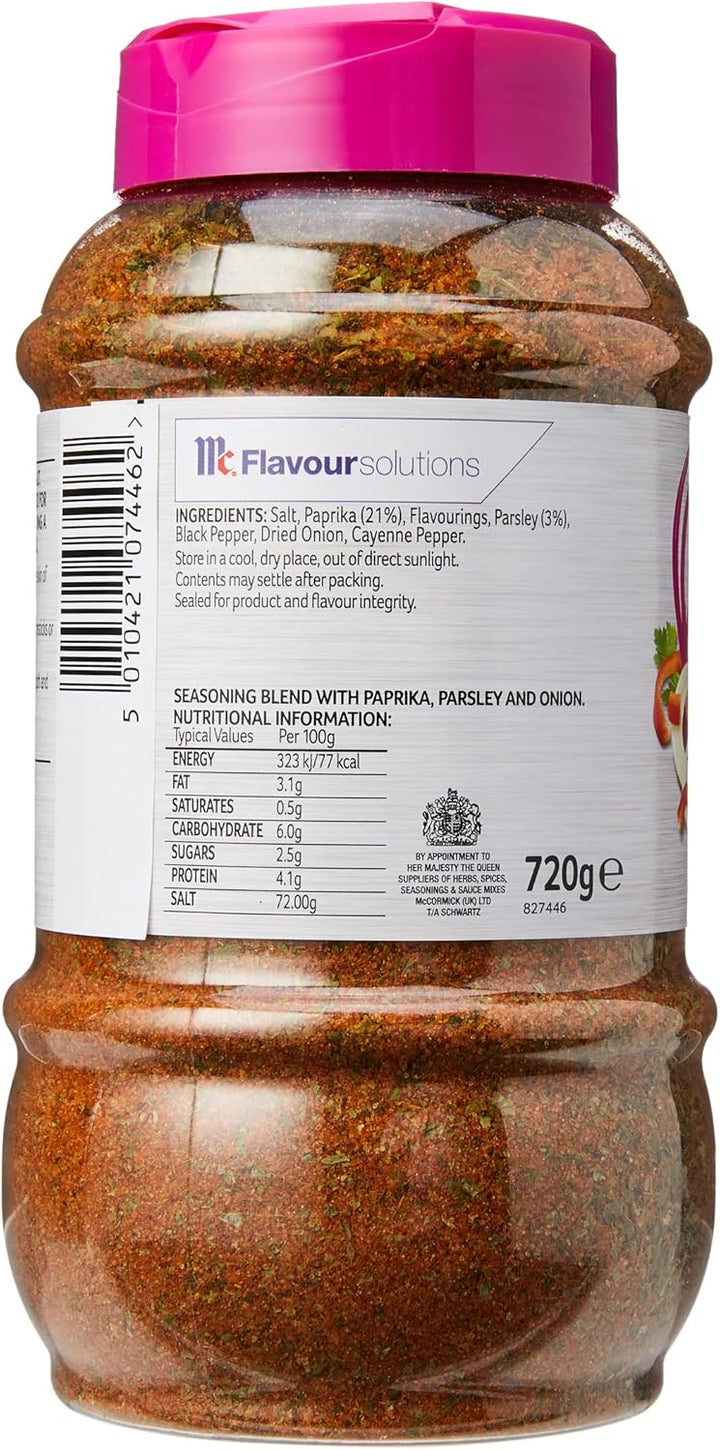 Mc. Flavoursolutions
INGREDIENTS: Salt, Paprika (21%), Flavourings, Parsley (3%),
Black Pepper, Dried Onion, Cayenne Pepper.
Store in a cool, dry place, out of direct sunlight.
Contents may settle after packing.
Sealed for product and flavour integrity.
SEASONING BLEND WITH PAPRIKA, PARSLEY AND ONION.
NUTRITIONAL INFORMATION:
Typical Values Per 100g
ENERGY 323 kJ/77 kcal
FAT 3.1g
SATURATES 0.5g
CARBOHYDRATE 6.0g
SUGARS 2.5g
PROTEIN 4.1g
SALT 72.00g
BY APPOINTMENT TO
HER MAJESTY THE QUEEN
SUPPLIERS OF HERBS, SPICES,
SEASONINGS & SAUCE MIXES
McCORMICK (UK) LTD
T/A SCHWARTZ
720g e
827446
5 010421 074462 >